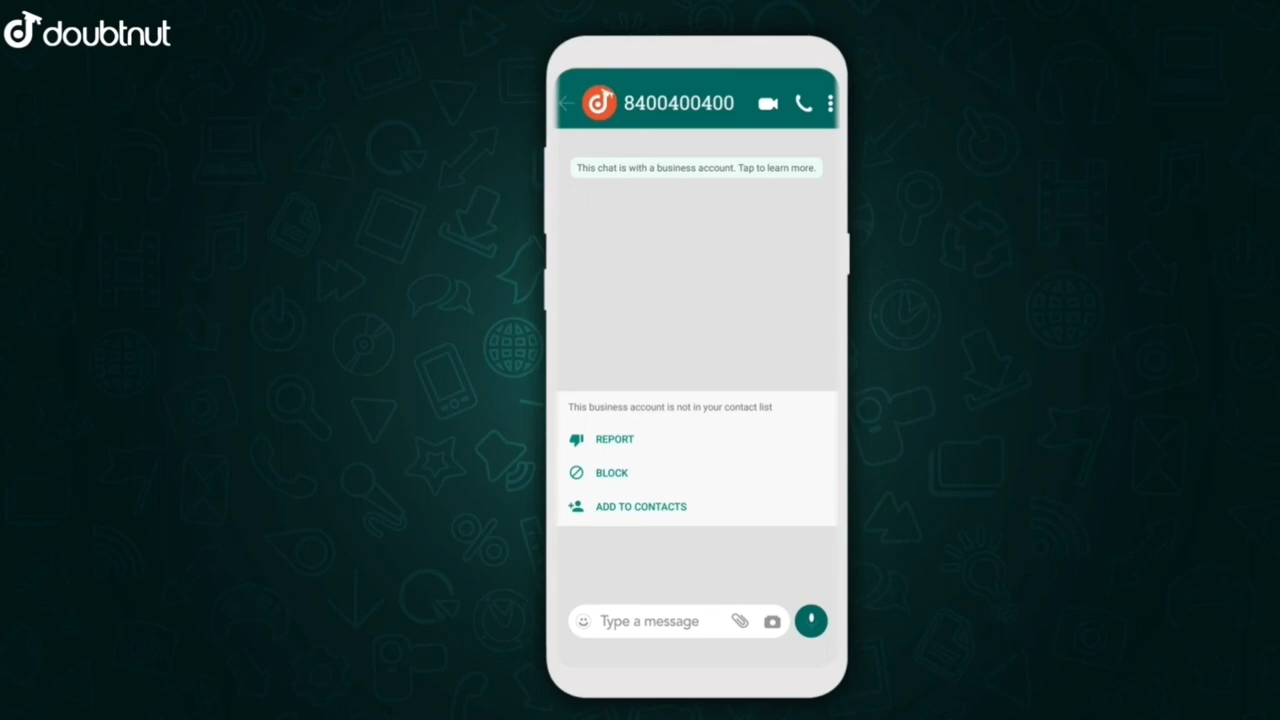 doubtnut
8400400400
This chat is with a business account. Tap to learn more.
This business account is not in your contact list
REPORT
BLOCK
ADD TO CONTACTS
Type a message